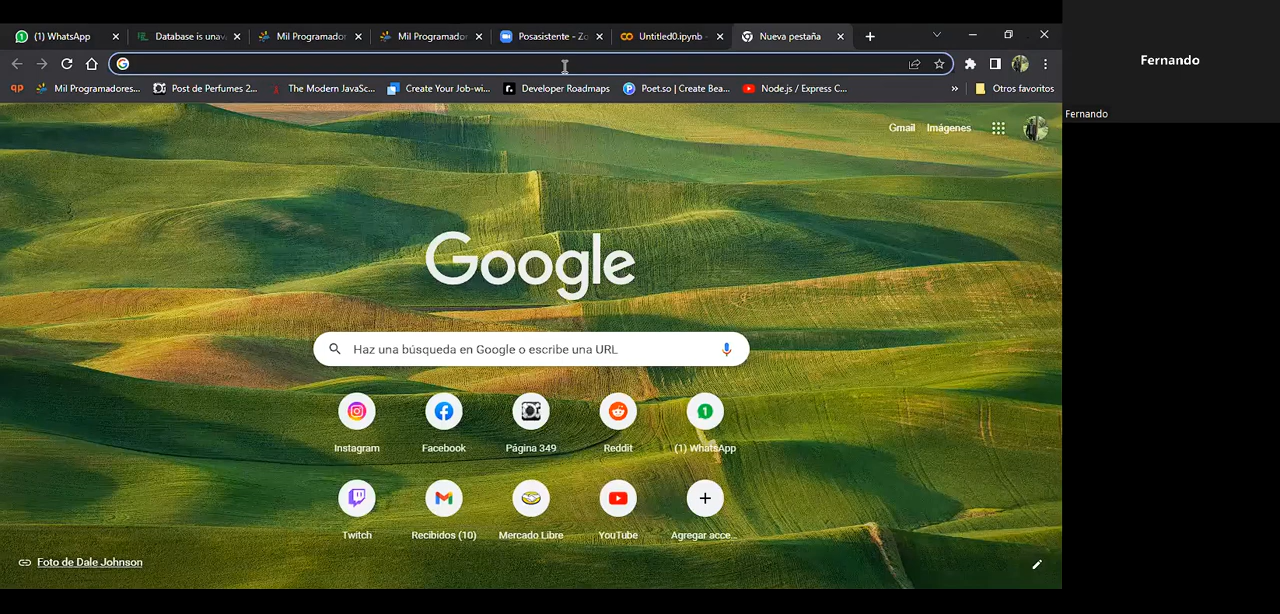 (1) WhatsApp
Database is unav
Mil Programador
Mil Programador
Posasistente - Zo
Untitled0.ipynb -
Nueva pestaña
qp
Mil Programadores...
Post de Perfumes 2...
The Modern JavaSc...
Create Your Job-wi...
Developer Roadmaps
Poet.so | Create Bea...
Node.js / Express C...
»
Otros favoritos
Fernando
Fernando
Gmail
Imágenes
Google
Haz una búsqueda en Google o escribe una URL
Instagram
Facebook
Página 349
Reddit
(1) WhatsApp
Twitch
Recibidos (10)
Mercado Libre
YouTube
Agregar acce...
Foto de Dale Johnson